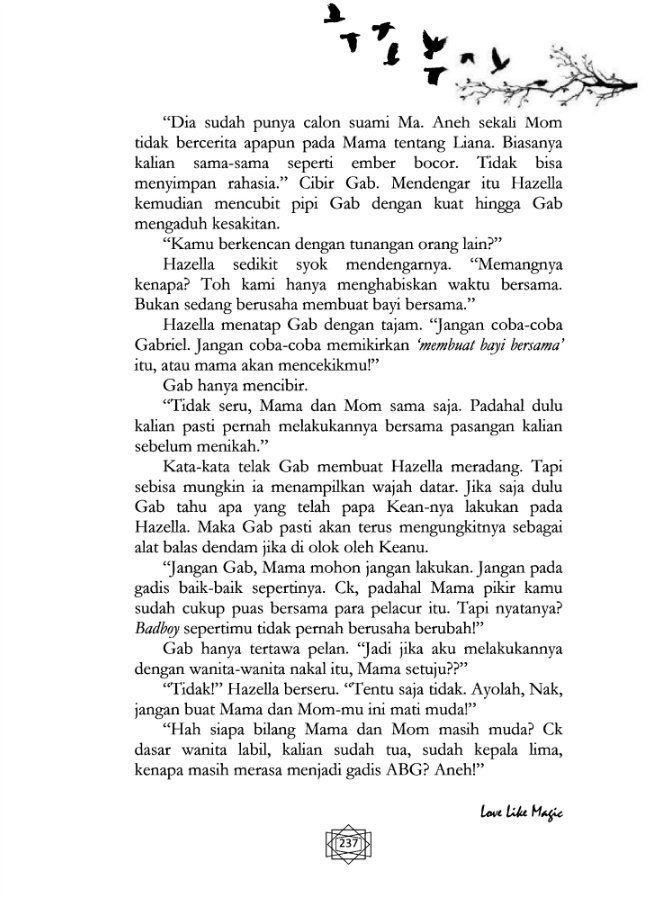 “Dia sudah punya calon suami Ma. Aneh sekali Mom
tidak bercerita apapun pada Mama tentang Liana. Biasanya
kalian sama-sama seperti ember bocor. Tidak bisa
menyimpan rahasia.” Cibir Gab. Mendengar itu Hazella
kemudian mencubit pipi Gab dengan kuat hingga Gab
mengaduh kesakitan.
“Kamu berkencan dengan tunangan orang lain?”
Hazella sedikit syok mendengarnya. “Memangnya
kenapa? Toh kami hanya menghabiskan waktu bersama.
Bukan sedang berusaha membuat bayi bersama.”
Hazella menatap Gab dengan tajam. “Jangan coba-coba
Gabriel. Jangan coba-coba memikirkan ‘membuat bayi bersama’
itu, atau mama akan mencekikmu!”
Gab hanya mencibir.
“Tidak seru, Mama dan Mom sama saja. Padahal dulu
kalian pasti pernah melakukannya bersama pasangan kalian
sebelum menikah.”
Kata-kata telak Gab membuat Hazella meradang. Tapi
sebisa mungkin ia menampilkan wajah datar. Jika saja dulu
Gab tahu apa yang telah papa Kean-nya lakukan pada
Hazella. Maka Gab pasti akan terus mengungkitnya sebagai
alat balas dendam jika di olok oleh Keanu.
“Jangan Gab, Mama mohon jangan lakukan. Jangan pada
gadis baik-baik sepertinya. Ck, padahal Mama pikir kamu
sudah cukup puas bersama para pelacur itu. Tapi nyatanya?
Badboy sepertimu tidak pernah berusaha berubah!”
Gab hanya tertawa pelan. “Jadi jika aku melakukannya
dengan wanita-wanita nakal itu, Mama setuju??”
“Tidak!” Hazella berseru. “Tentu saja tidak. Ayolah, Nak,
jangan buat Mama dan Mom-mu ini mati muda!”
“Hah siapa bilang Mama dan Mom masih muda? Ck
dasar wanita labil, kalian sudah tua, sudah kepala lima,
kenapa masih merasa menjadi gadis ABG? Aneh!”
Love Like Magic
237